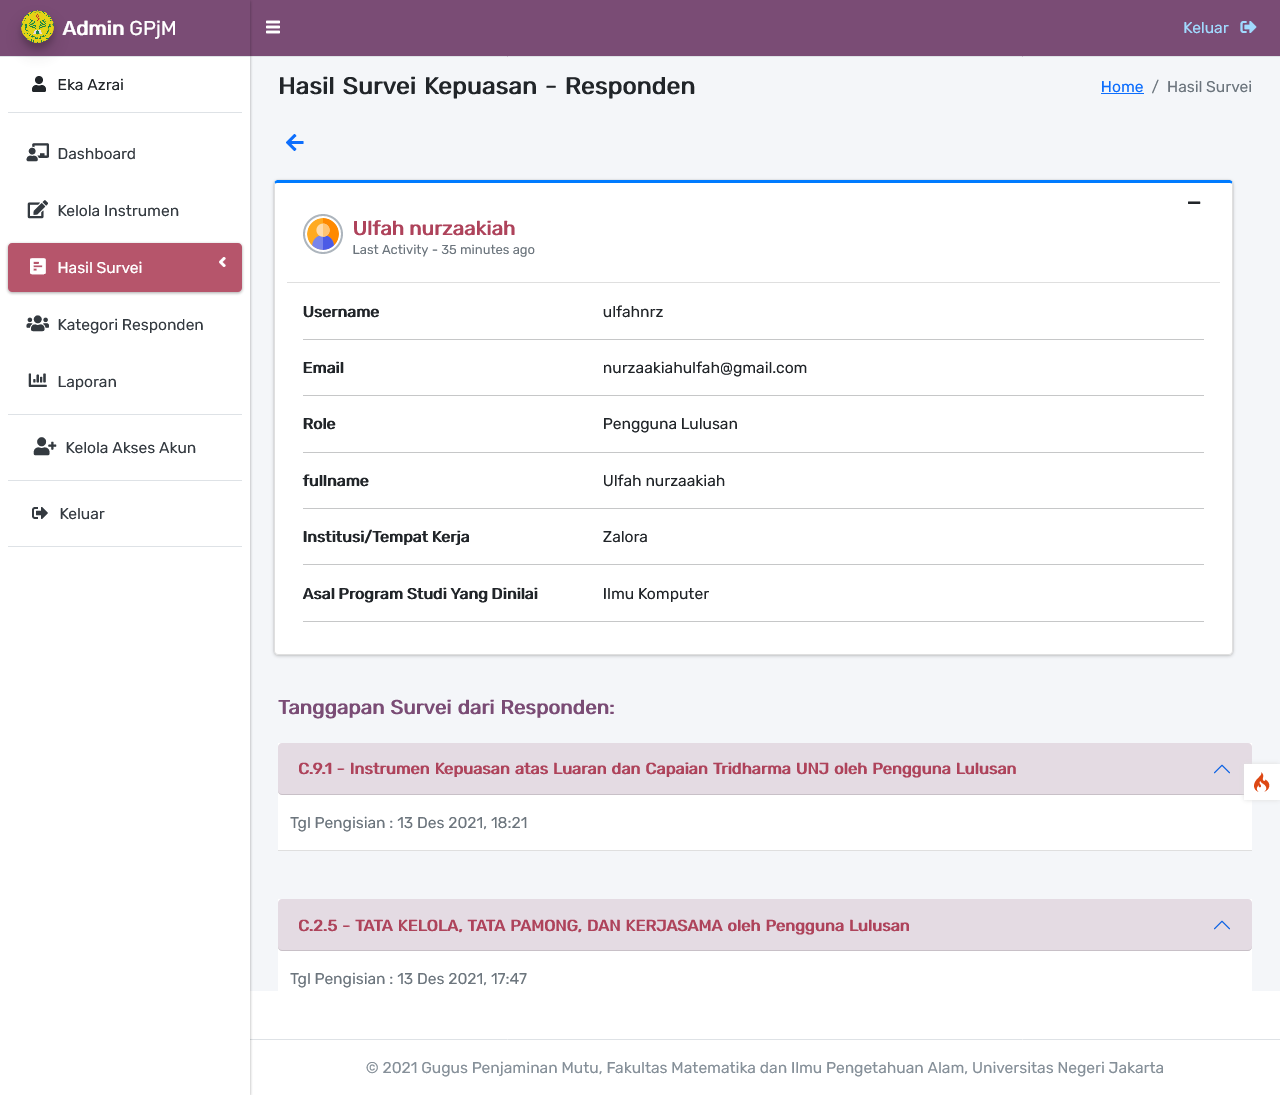 Admin GPjM
Keluar
Eka Azrai
Hasil Survei Kepuasan - Responden
Home / Hasil Survei
Dashboard
Kelola Instrumen
Hasil Survei
Kategori Responden
Laporan
Kelola Akses Akun
Keluar
Ulfah nurzaakiah
Last Activity - 35 minutes ago
Username ulfahnrz
Email nurzaakiahulfah@gmail.com
Role Pengguna Lulusan
fullname Ulfah nurzaakiah
Institusi/Tempat Kerja Zalora
Asal Program Studi Yang Dinilai Ilmu Komputer
Tanggapan Survei dari Responden:
C.9.1 - Instrumen Kepuasan atas Luaran dan Capaian Tridharma UNJ oleh Pengguna Lulusan
Tgl Pengisian : 13 Des 2021, 18:21
C.2.5 - TATA KELOLA, TATA PAMONG, DAN KERJASAMA oleh Pengguna Lulusan
Tgl Pengisian : 13 Des 2021, 17:47
© 2021 Gugus Penjaminan Mutu, Fakultas Matematika dan Ilmu Pengetahuan Alam, Universitas Negeri Jakarta